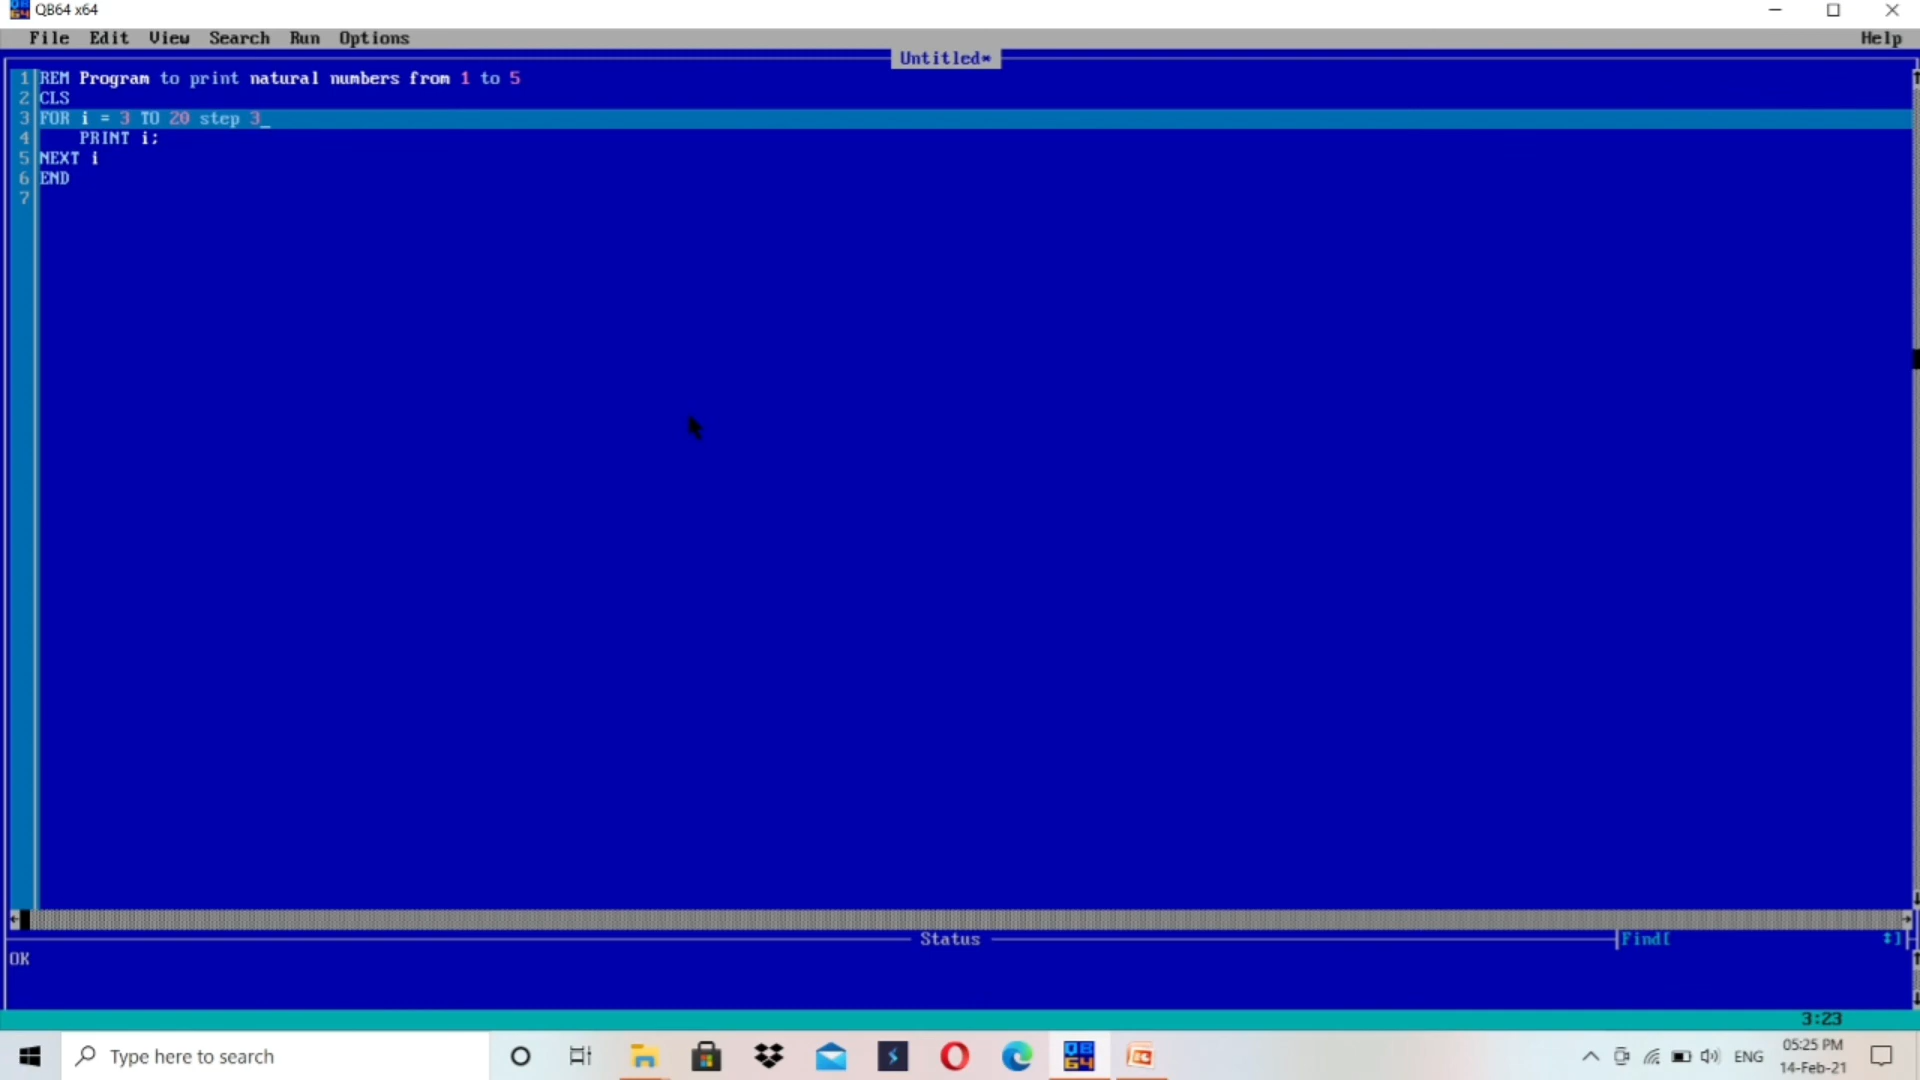 QB64 x64
File Edit View Search Run Options Help
Untitled*
1 REM Program to print natural numbers from 1 to 5
2 CLS
3 FOR i = 3 TO 20 step 3_
4 PRINT i;
5 NEXT i
6 END
7
Status
Find[ ]
OK
3:23
Type here to search
QB64
ENG
05:25 PM
14-Feb-21